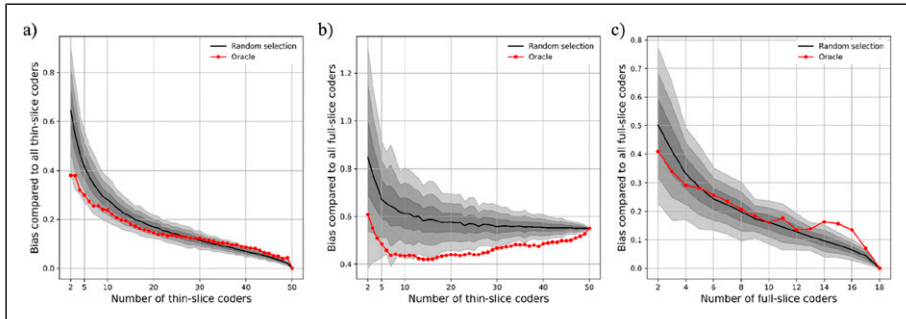 a)
Random selection
Oracle
0.8
0.6
0.4
0.2
0.0
2 5 10 20 30 40 50
Number of thin-slice coders
Bias compared to all thin-slice coders
b)
Random selection
Oracle
1.2
1.0
0.8
0.6
0.4
2 5 10 20 30 40 50
Number of thin-slice coders
Bias compared to all full-slice coders
c)
Random selection
Oracle
0.8
0.7
0.6
0.5
0.4
0.3
0.2
0.1
0.0
2 4 6 8 10 12 14 16 18
Number of full-slice coders
Bias compared to all full-slice coders